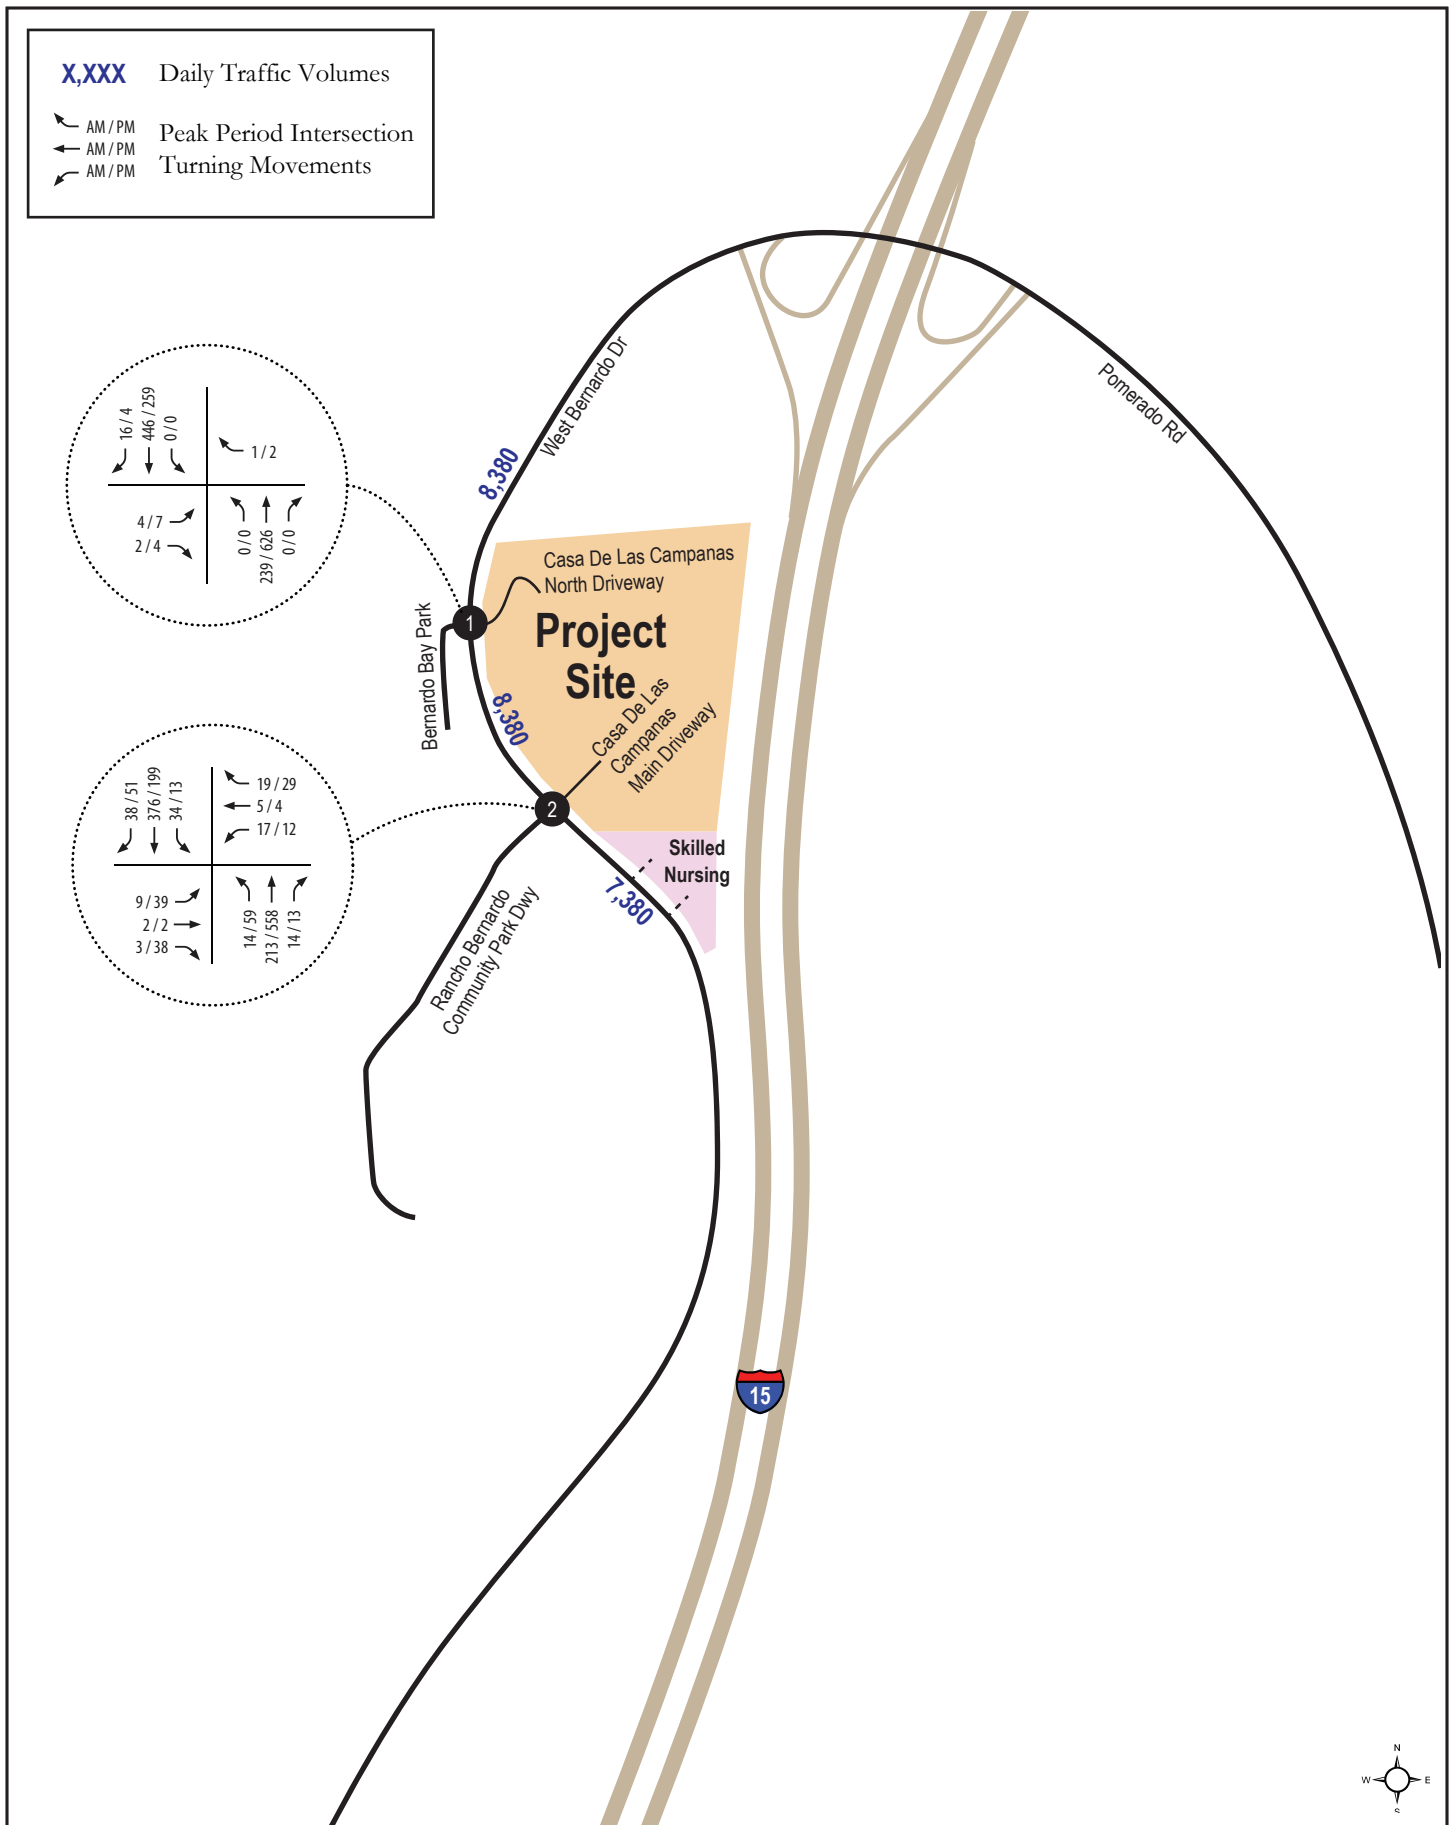 X,XXX Daily Traffic Volumes
AM / PM
AM / PM
AM / PM
Peak Period Intersection
Turning Movements
West Bernardo Dr
Pomerado Rd
8,380
16 / 4
446 / 259
0 / 0
1 / 2
4 / 7
2 / 4
0 / 0
239 / 626
0 / 0
Casa De Las Campanas
North Driveway
1
Project
Site
Bernardo Bay Park
8,380
Casa De Las
Campanas
Main Driveway
2
38 / 51
376 / 199
34 / 13
19 / 29
5 / 4
17 / 12
9 / 39
2 / 2
3 / 38
14 / 59
213 / 558
14 / 13
Skilled
Nursing
7,380
Rancho Bernardo
Community Park Dwy
15
N
W
E
S